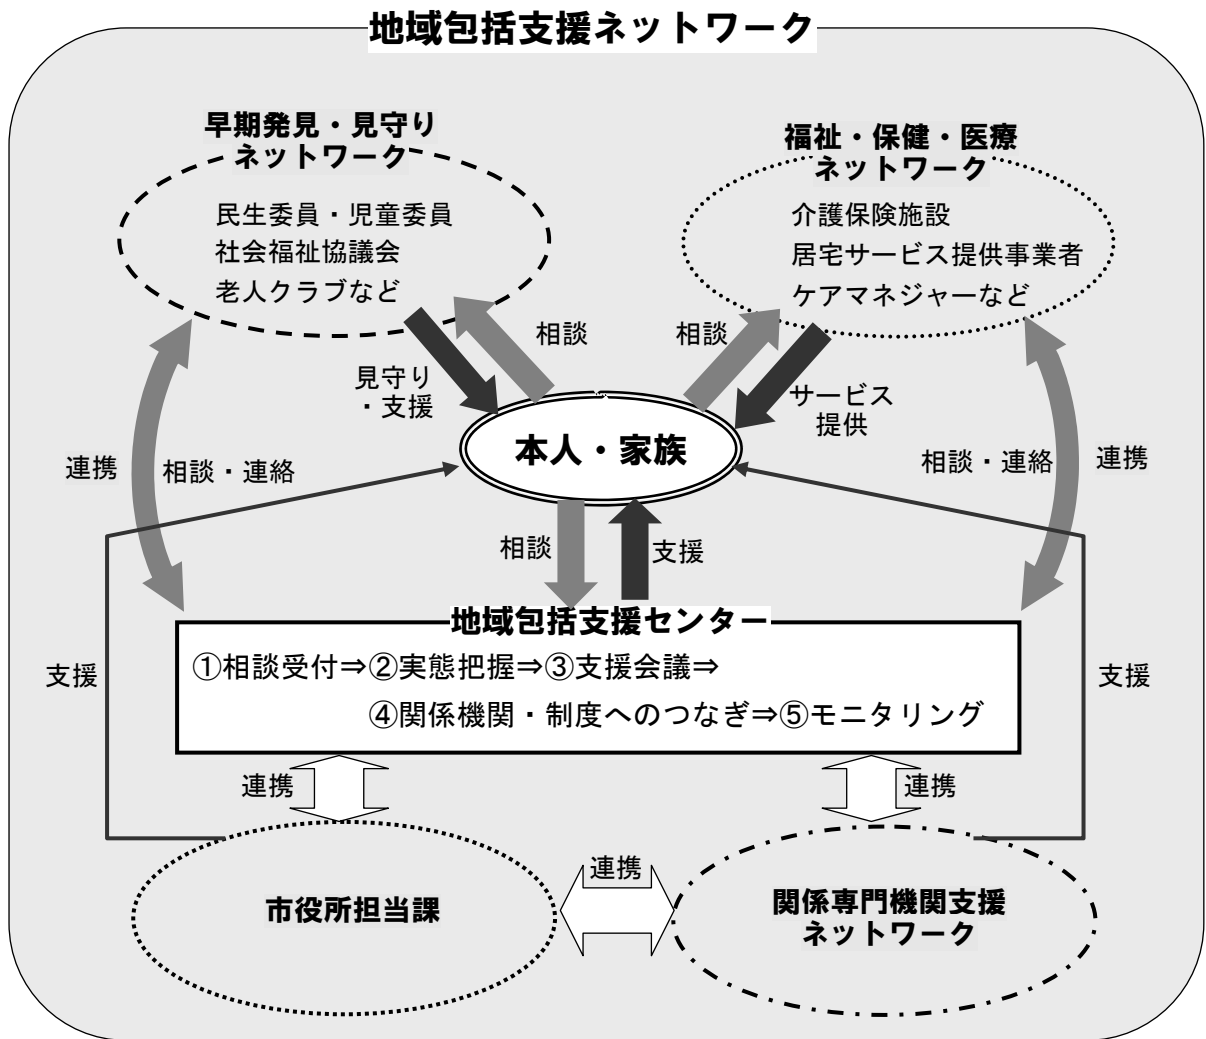 地域包括支援ネットワーク
早期発見・見守り
ネットワーク
民生委員・児童委員
社会福祉協議会
老人クラブなど
福祉・保健・医療
ネットワーク
介護保険施設
居宅サービス提供事業者
ケアマネジャーなど
相談
相談
見守り
・支援
サービス
提供
本人・家族
連携
相談・連絡
相談・連絡
連携
相談
支援
地域包括支援センター
①相談受付⇒②実態把握⇒③支援会議⇒
④関係機関・制度へのつなぎ⇒⑤モニタリング
支援
支援
連携
連携
連携
市役所担当課
関係専門機関支援
ネットワーク